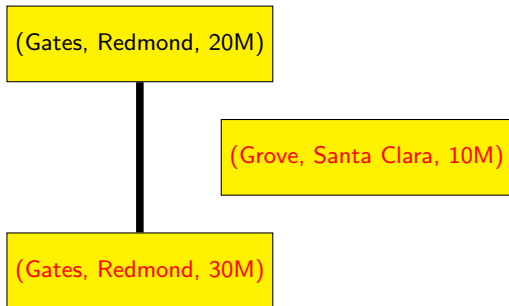 (Gates, Redmond, 20M)
(Grove, Santa Clara, 10M)
(Gates, Redmond, 30M)